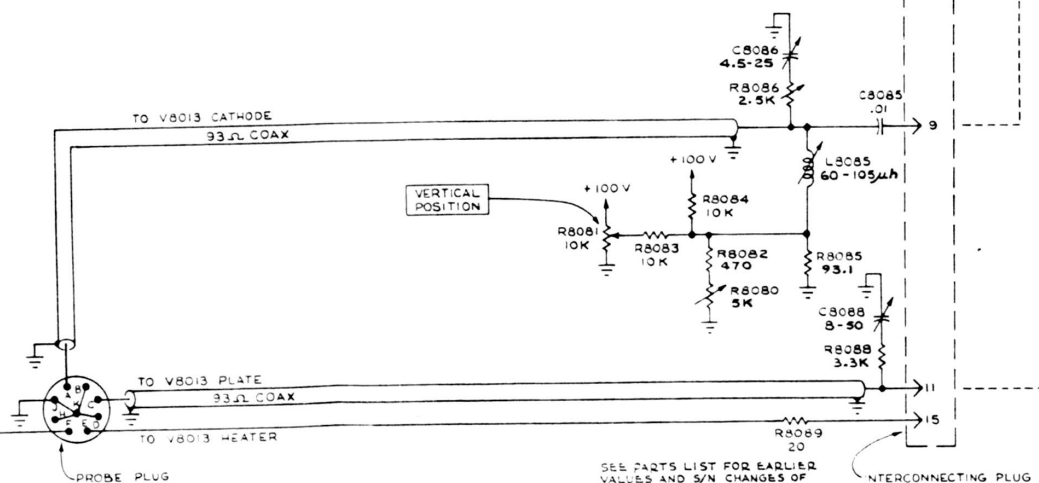 C8086
4.5-25
R8086
2.5K
C8085
.01
TO V8013 CATHODE
93Ω COAX
9
L8085
60-105µh
+100V
+100V
VERTICAL
POSITION
R8084
10K
R8081
10K
R8083
10K
R8082
470
R8085
93.1
R8080
5K
C8088
8-50
R8088
3.3K
TO V8013 PLATE
93Ω COAX
11
A
B
C
D
E
F
H
J
K
TO V8013 HEATER
15
R8089
20
PROBE PLUG
SEE PARTS LIST FOR EARLIER
VALUES AND S/N CHANGES OF
NTERCONNECTING PLUG